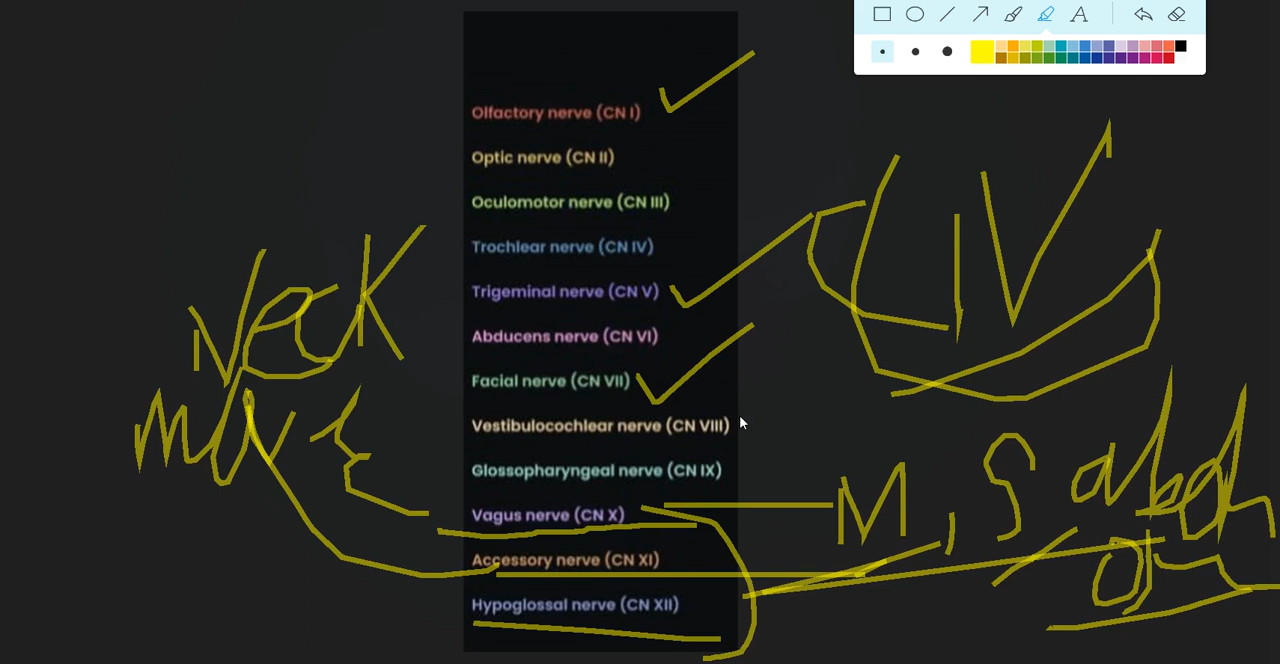 Olfactory nerve (CN I)
Optic nerve (CN II)
Oculomotor nerve (CN III)
Trochlear nerve (CN IV)
IV
Trigeminal nerve (CN V)
Neck
Abducens nerve (CN VI)
Facial nerve (CN VII)
Vestibulocochlear nerve (CN VIII)
Glossopharyngeal nerve (CN IX)
Vagus nerve (CN X)
M, S
Accessory nerve (CN XI)
Hypoglossal nerve (CN XII)